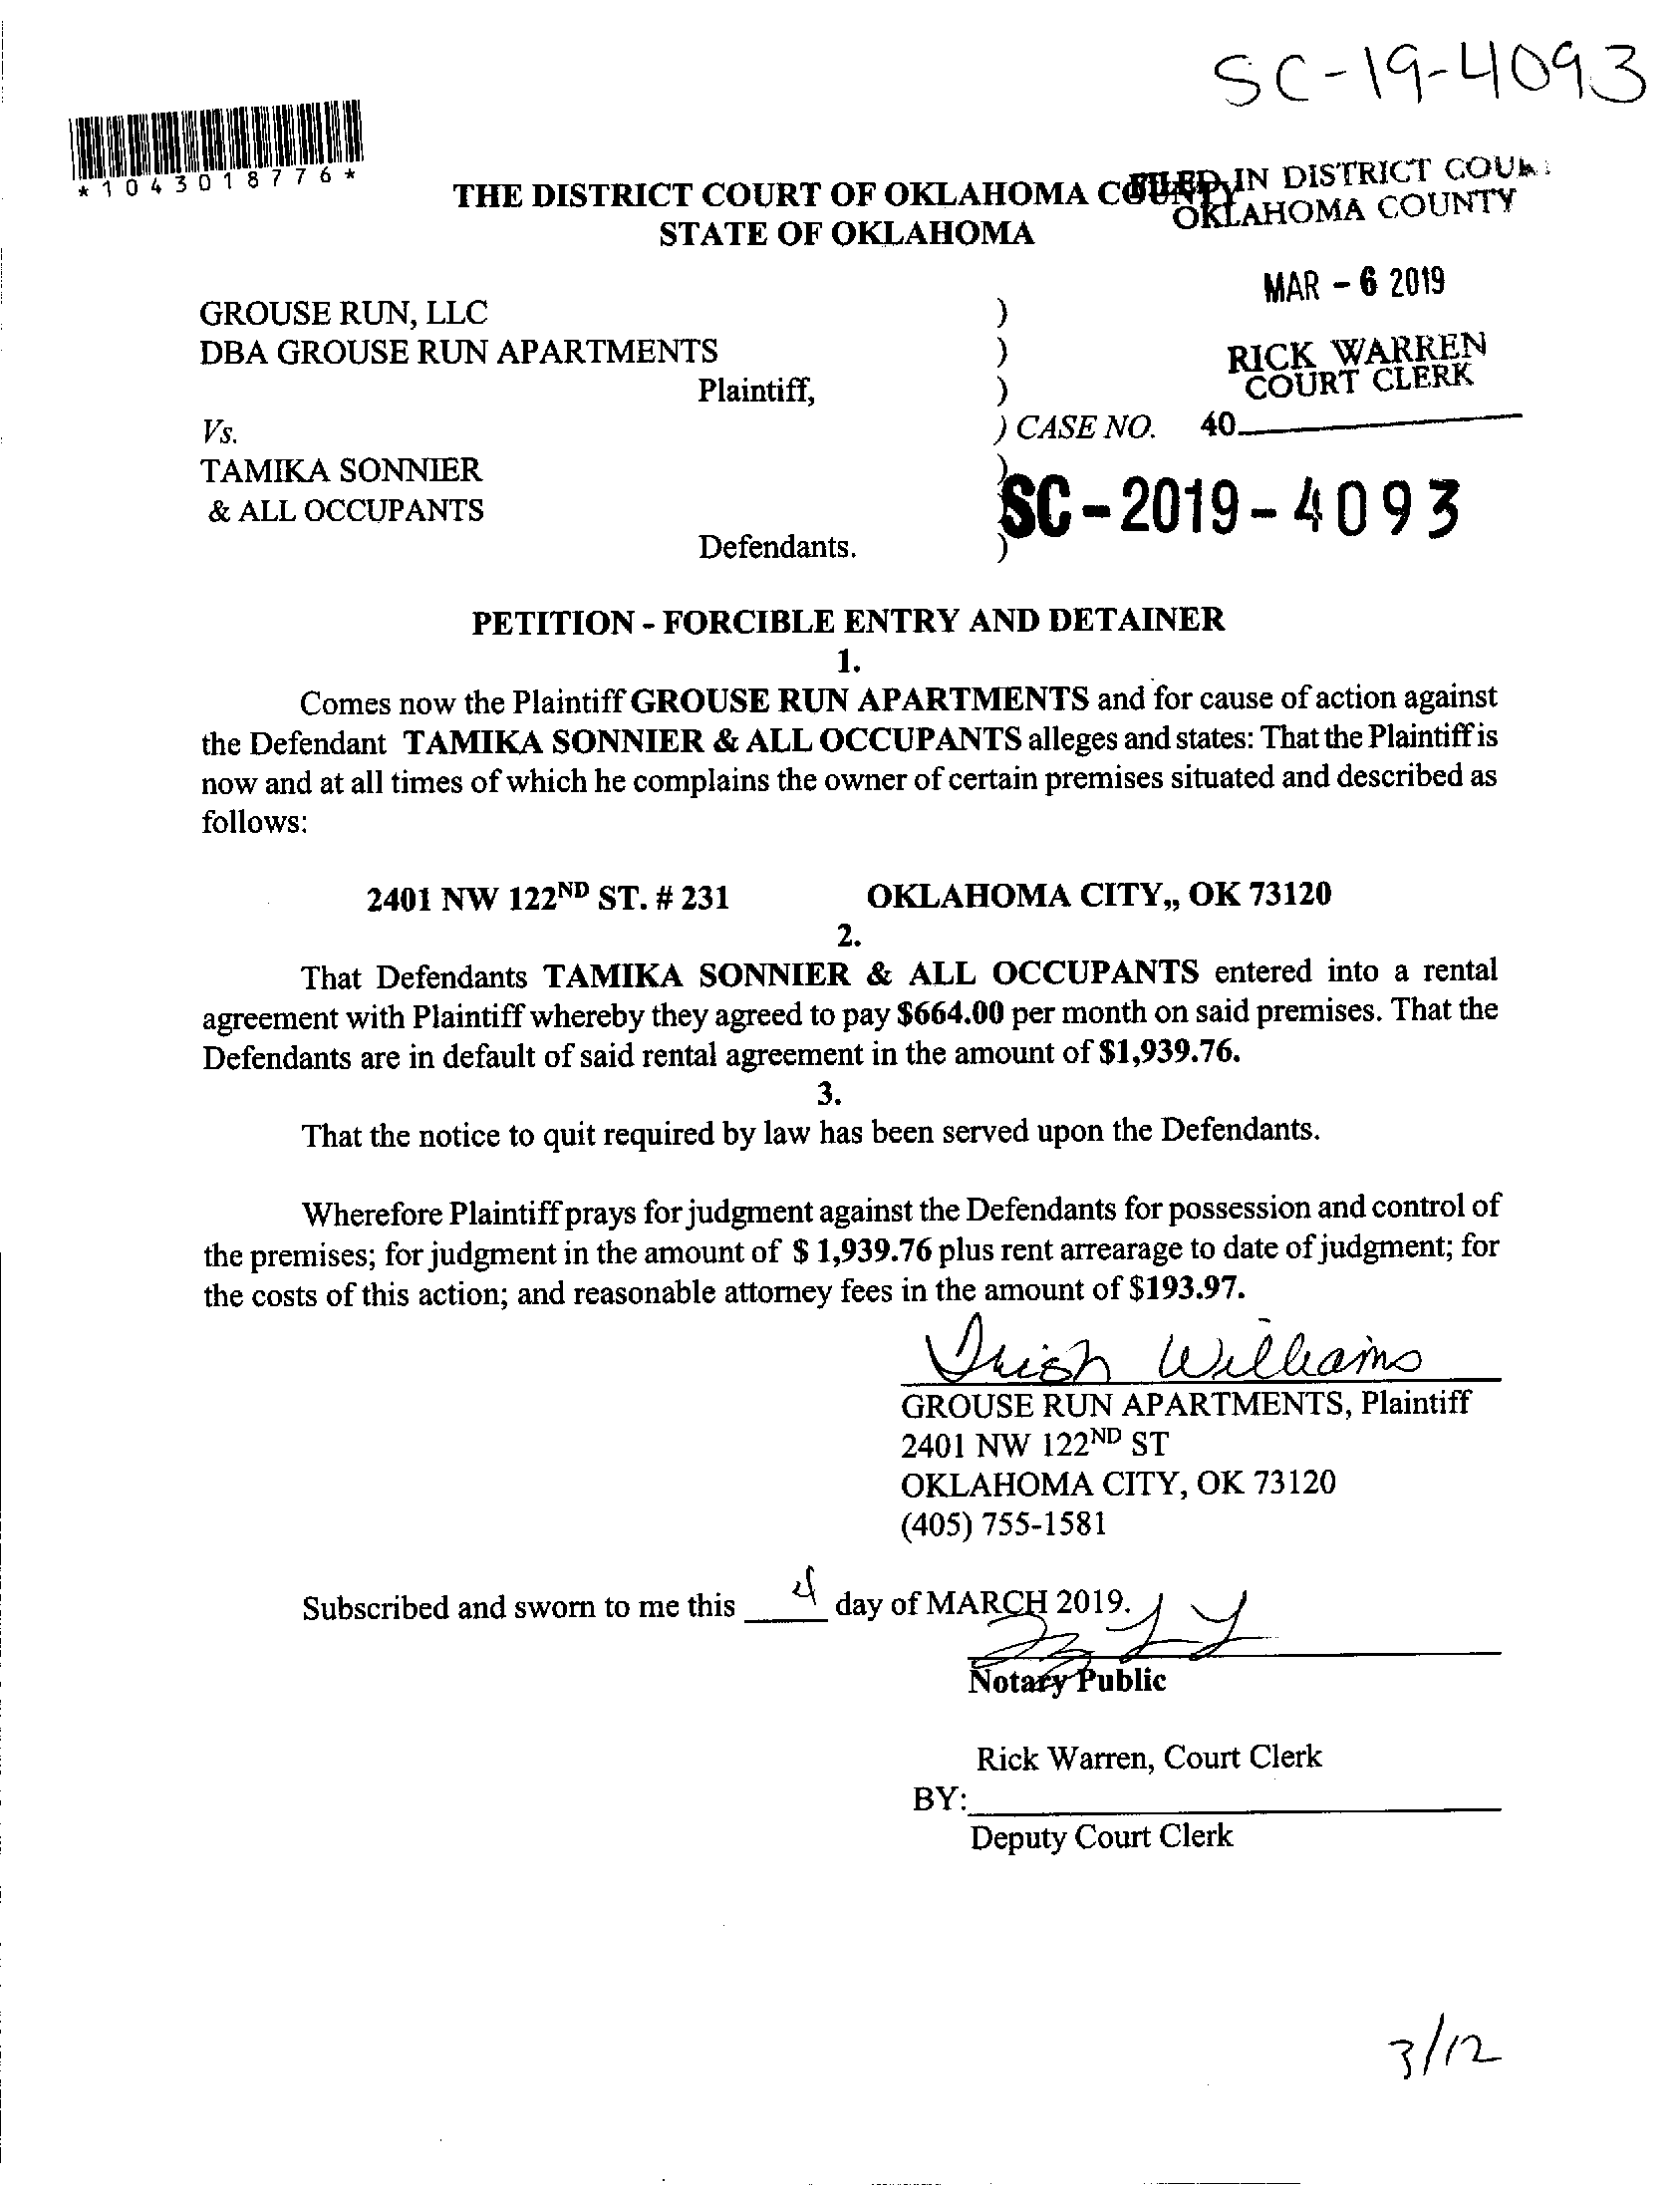 SC-19-4093
*1043018776*
THE DISTRICT COURT OF OKLAHOMA COUNTY
STATE OF OKLAHOMA
FILED IN DISTRICT COURT
OKLAHOMA COUNTY
MAR - 6 2019
RICK WARREN
COURT CLERK
40
GROUSE RUN, LLC )
DBA GROUSE RUN APARTMENTS )
Plaintiff, )
Vs. ) CASE NO.
TAMIKA SONNIER )
& ALL OCCUPANTS SC-2019-4093
Defendants. )
PETITION - FORCIBLE ENTRY AND DETAINER
1.
Comes now the Plaintiff GROUSE RUN APARTMENTS and for cause of action against
the Defendant TAMIKA SONNIER & ALL OCCUPANTS alleges and states: That the Plaintiff is
now and at all times of which he complains the owner of certain premises situated and described as
follows:
2401 NW 122ND ST. # 231 OKLAHOMA CITY,, OK 73120
2.
That Defendants TAMIKA SONNIER & ALL OCCUPANTS entered into a rental
agreement with Plaintiff whereby they agreed to pay $664.00 per month on said premises. That the
Defendants are in default of said rental agreement in the amount of $1,939.76.
3.
That the notice to quit required by law has been served upon the Defendants.
Wherefore Plaintiff prays for judgment against the Defendants for possession and control of
the premises; for judgment in the amount of $ 1,939.76 plus rent arrearage to date of judgment; for
the costs of this action; and reasonable attorney fees in the amount of $193.97.
Williams
GROUSE RUN APARTMENTS, Plaintiff
2401 NW 122ND ST
OKLAHOMA CITY, OK 73120
(405) 755-1581
Subscribed and sworn to me this 4 day of MARCH 2019.
Notary Public
Rick Warren, Court Clerk
BY:
Deputy Court Clerk
3/12